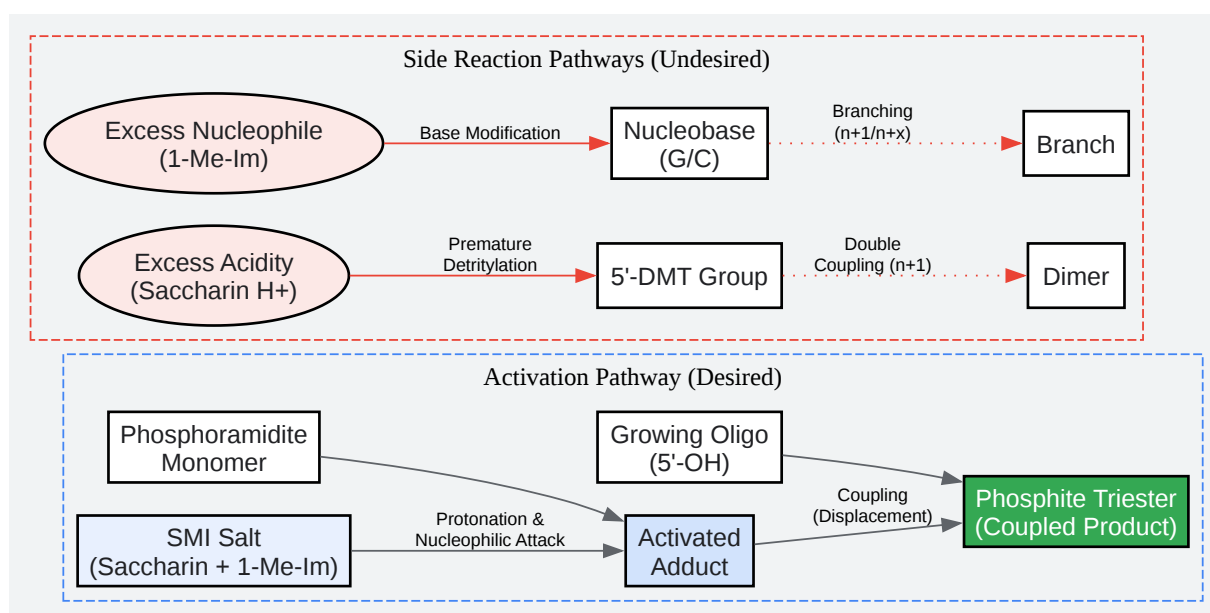 Side Reaction Pathways (Undesired)
Excess Nucleophile
(1-Me-Im)
Base Modification
Nucleobase
(G/C)
Branching
(n+1/n+x)
Branch
Excess Acidity
(Saccharin H+)
Premature
Detritylation
5'-DMT Group
Double
Coupling (n+1)
Dimer
Activation Pathway (Desired)
Phosphoramidite
Monomer
Growing Oligo
(5'-OH)
SMI Salt
(Saccharin + 1-Me-Im)
Protonation &
Nucleophilic Attack
Activated
Adduct
Coupling
(Displacement)
Phosphite Triester
(Coupled Product)